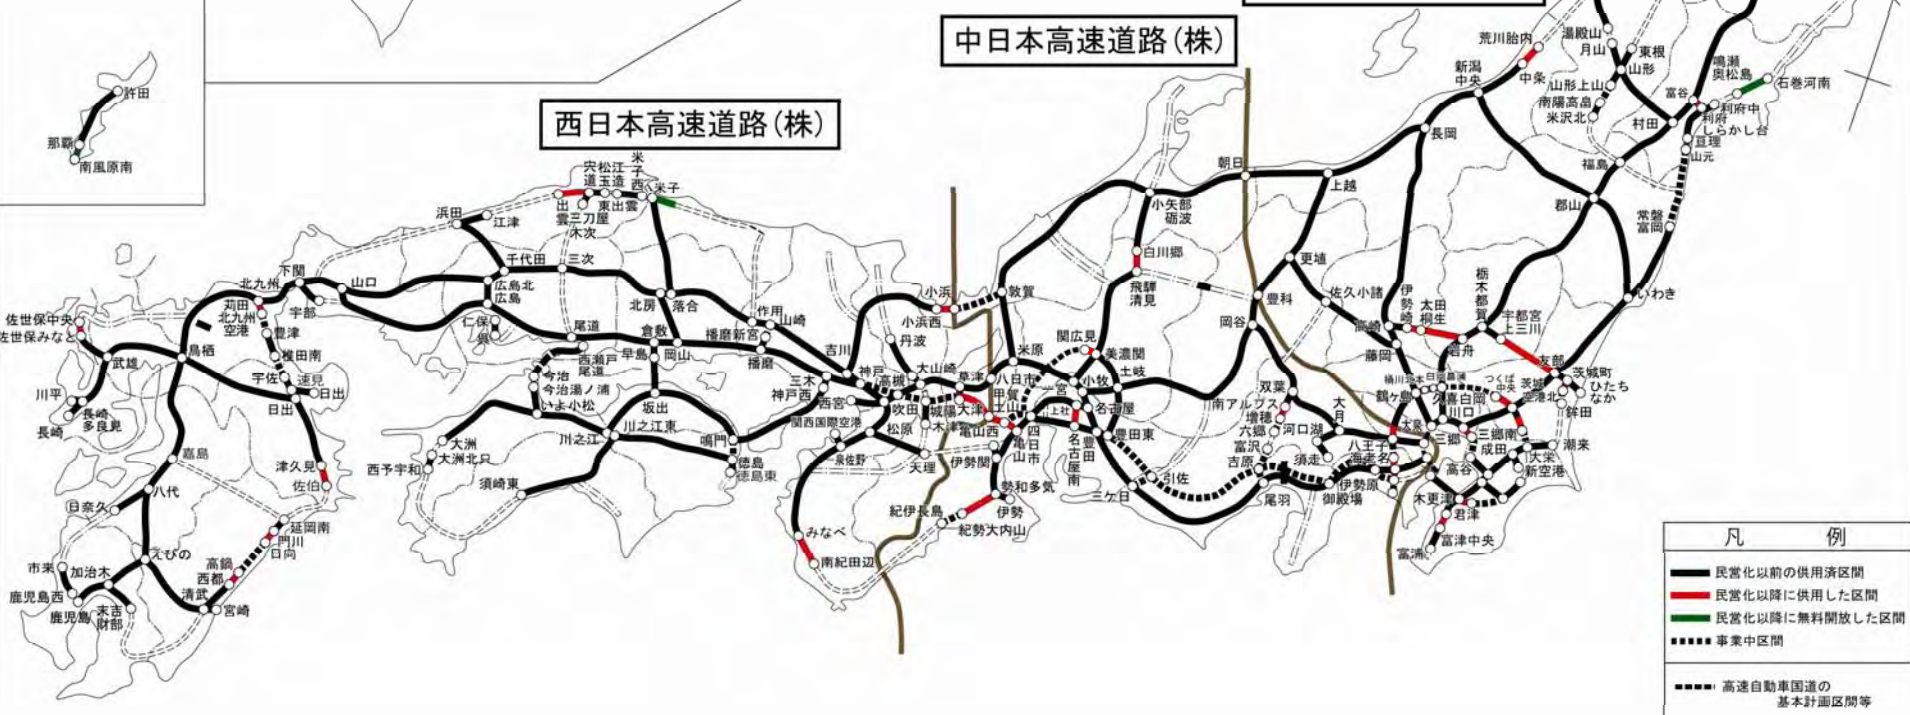 中日本高速道路(株)
西日本高速道路(株)
許田
那覇
南風原南
荒川胎内
中条
新潟
中央
湯殿山
月山
東根
山形
山形上山
南陽高畠
米沢北
鳴瀬
奥松島
石巻河南
富谷
利府中
利府
しらかし台
村田
亘理
山元
福島
長岡
朝日
上越
郡山
常磐
富岡
いわき
小矢部
砺波
白川郷
飛騨
清見
更埴
豊科
佐久小諸
岡谷
高崎
藤岡
伊勢崎
太田
桐生
栃木都賀
宇都宮
上三川
岩舟
友部
茨城町
ひたち
なか
茨城
空港北
鉾田
つくば
中央
桶川北本
白岡菖蒲
久喜白岡
鶴ヶ島
川口
大泉
三郷
三郷南
成田
大栄
新空港
潮来
高谷
木更津
君津
富津中央
富浦
双葉
南アルプス
増穂
六郷
富沢
吉原
大月
河口湖
須走
八王子
海老名
伊勢原
御殿場
尾羽
引佐
三ケ日
豊田東
豊田
名古屋
名古屋南
上社
小牧
一宮
土岐
美濃関
関広見
米原
敦賀
小浜
小浜西
八日市
甲賀
土山
草津
大津
亀山西
亀山
四日市
伊勢関
勢和多気
伊勢
紀勢大内山
紀伊長島
大山崎
城陽
木津
高槻
吹田
松原
天理
丹波
神戸
吉川
三木
神戸西
西宮
関西国際空港
泉佐野
みなべ
南紀田辺
山崎
作用
播磨新宮
播磨
米子西
米子
松江玉造
宍道
東出雲
出雲
三刀屋
木次
浜田
江津
千代田
三次
広島北
広島
仁保
呉
北房
落合
尾道
西瀬戸
尾道
倉敷
早島
岡山
坂出
鳴門
徳島
徳島東
川之江東
川之江
今治
今治湯ノ浦
いよ小松
大洲
大洲北只
西予宇和
須崎東
山口
宇部
下関
北九州
苅田
北九州
空港
豊津
椎田南
宇佐
速見
日出
日出
佐世保中央
佐世保みなと
武雄
鳥栖
川平
長崎
長崎
多良見
嘉島
八代
日奈久
津久見
佐伯
延岡南
門川
日向
高鍋
西都
清武
宮崎
えびの
加治木
市来
鹿児島西
鹿児島
末吉
財部
凡 例
民営化以前の供用済区間
民営化以降に供用した区間
民営化以降に無料開放した区間
事業中区間
高速自動車国道の
基本計画区間等